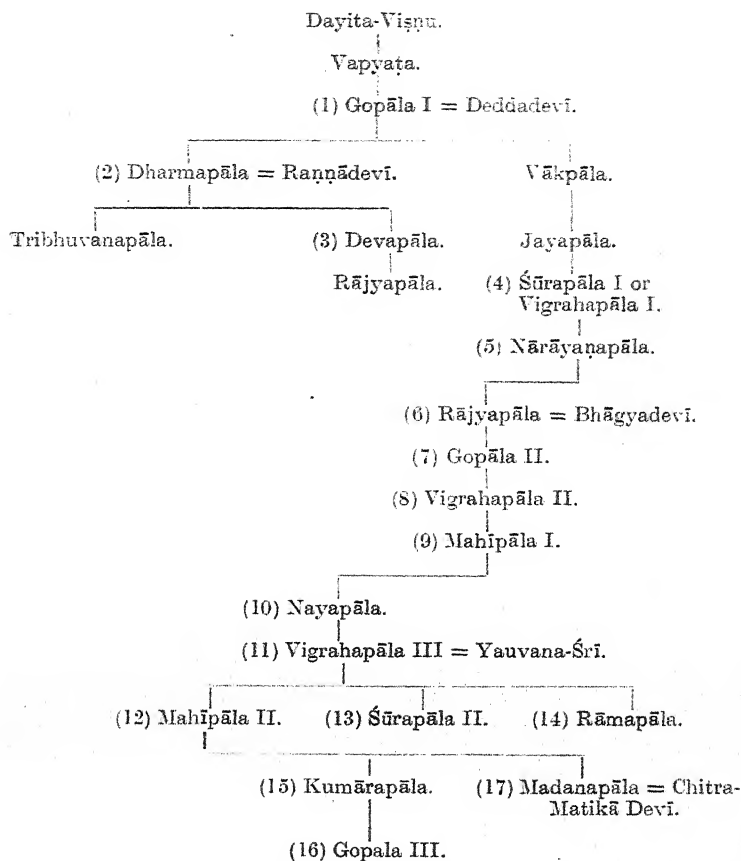 Dayita-Viṣṇu.
Vapyaṭa.
(1) Gopāla I = Deddadevī.
(2) Dharmapāla = Raṇṇādevī.
Vākpāla.
Tribhuvanapāla.
(3) Devapāla.
Jayapāla.
Rājyapāla.
(4) Śūrapāla I or
Vigrahapāla I.
(5) Nārāyaṇapāla.
(6) Rājyapāla = Bhāgyadevī.
(7) Gopāla II.
(8) Vigrahapāla II.
(9) Mahīpāla I.
(10) Nayapāla.
(11) Vigrahapāla III = Yauvana-Śrī.
(12) Mahīpāla II.
(13) Śūrapāla II.
(14) Rāmapāla.
(15) Kumārapāla.
(17) Madanapāla = Chitra-
Matikā Devī.
(16) Gopala III.